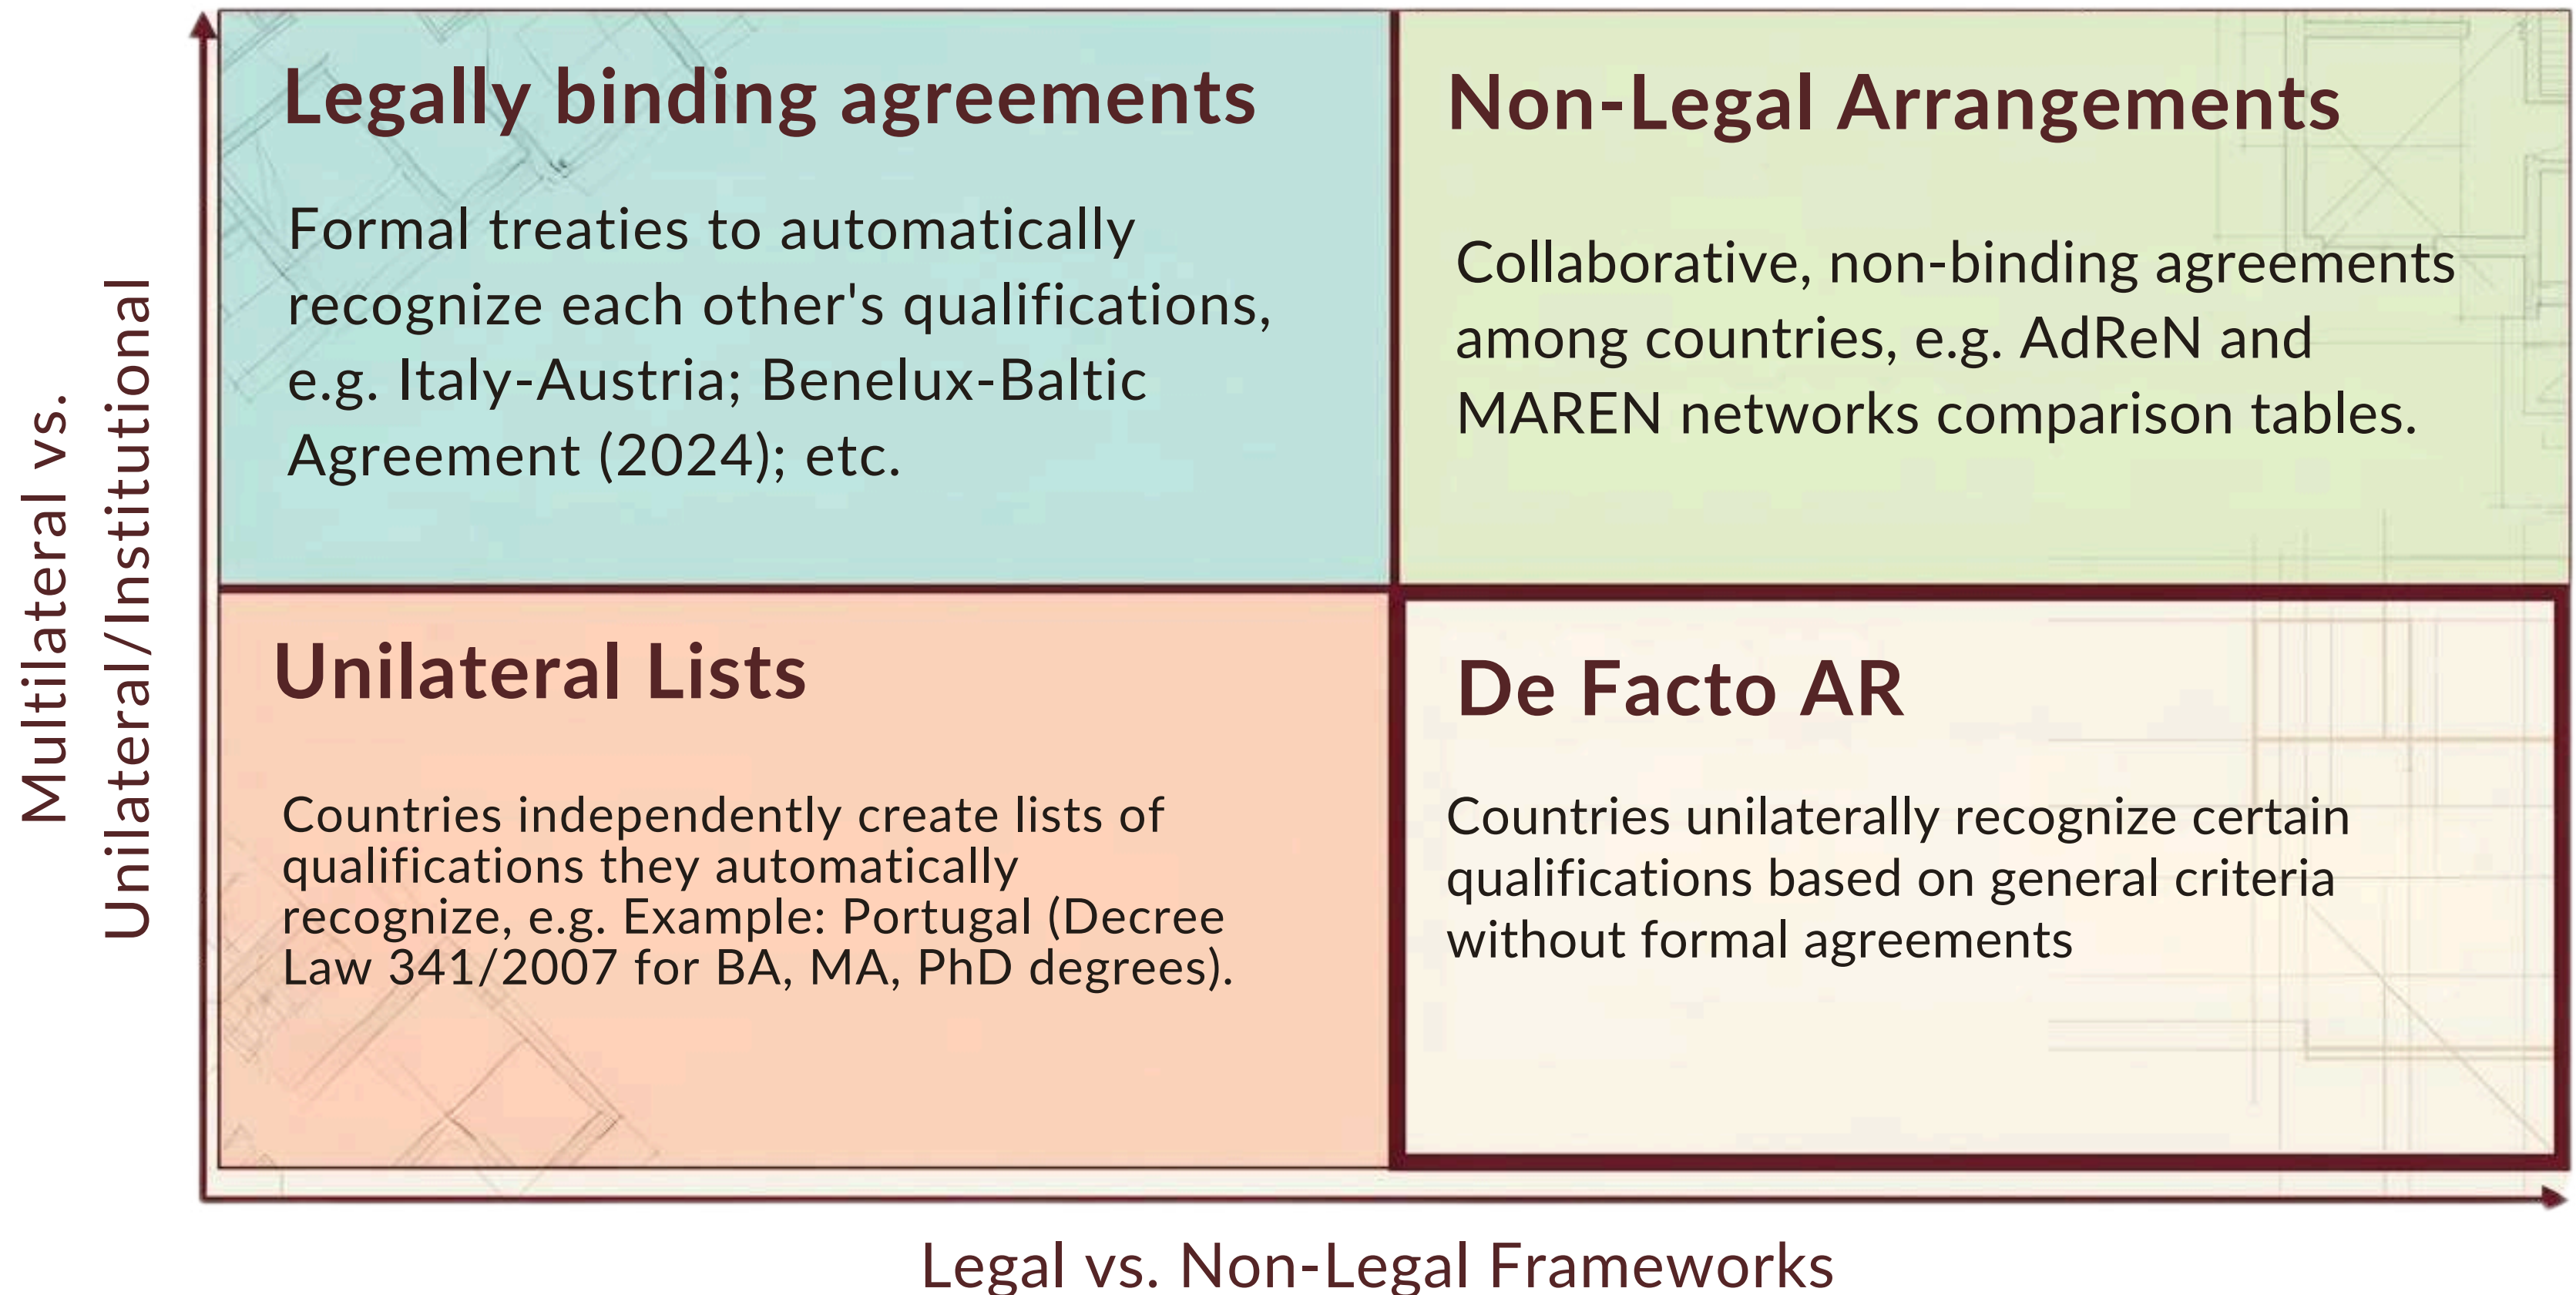 Multilateral vs.
Unilateral/Institutional
Legally binding agreements
Formal treaties to automatically
recognize each other's qualifications,
e.g. Italy-Austria; Benelux-Baltic
Agreement (2024); etc.
Non-Legal Arrangements
Collaborative, non-binding agreements
among countries, e.g. AdReN and
MAREN networks comparison tables.
Unilateral Lists
Countries independently create lists of
qualifications they automatically
recognize, e.g. Example: Portugal (Decree
Law 341/2007 for BA, MA, PhD degrees).
De Facto AR
Countries unilaterally recognize certain
qualifications based on general criteria
without formal agreements
Legal vs. Non-Legal Frameworks